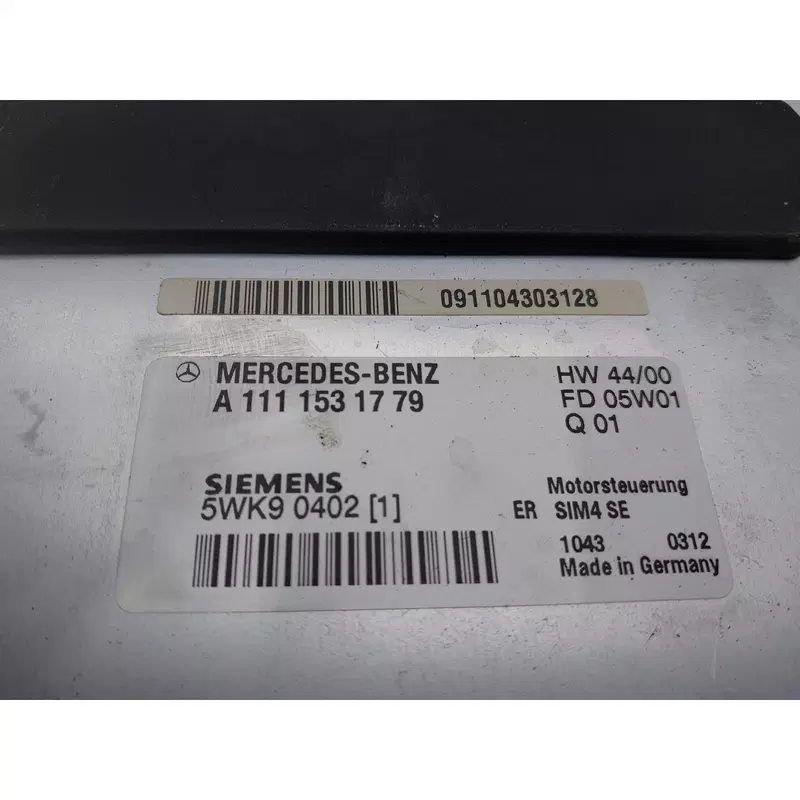 091104303128
MERCEDES-BENZ HW 44/00
A 111 153 17 79 FD 05W01
Q 01
SIEMENS Motorsteuerung
5WK9 0402 [1] ER SIM4 SE
1043 0312
Made in Germany